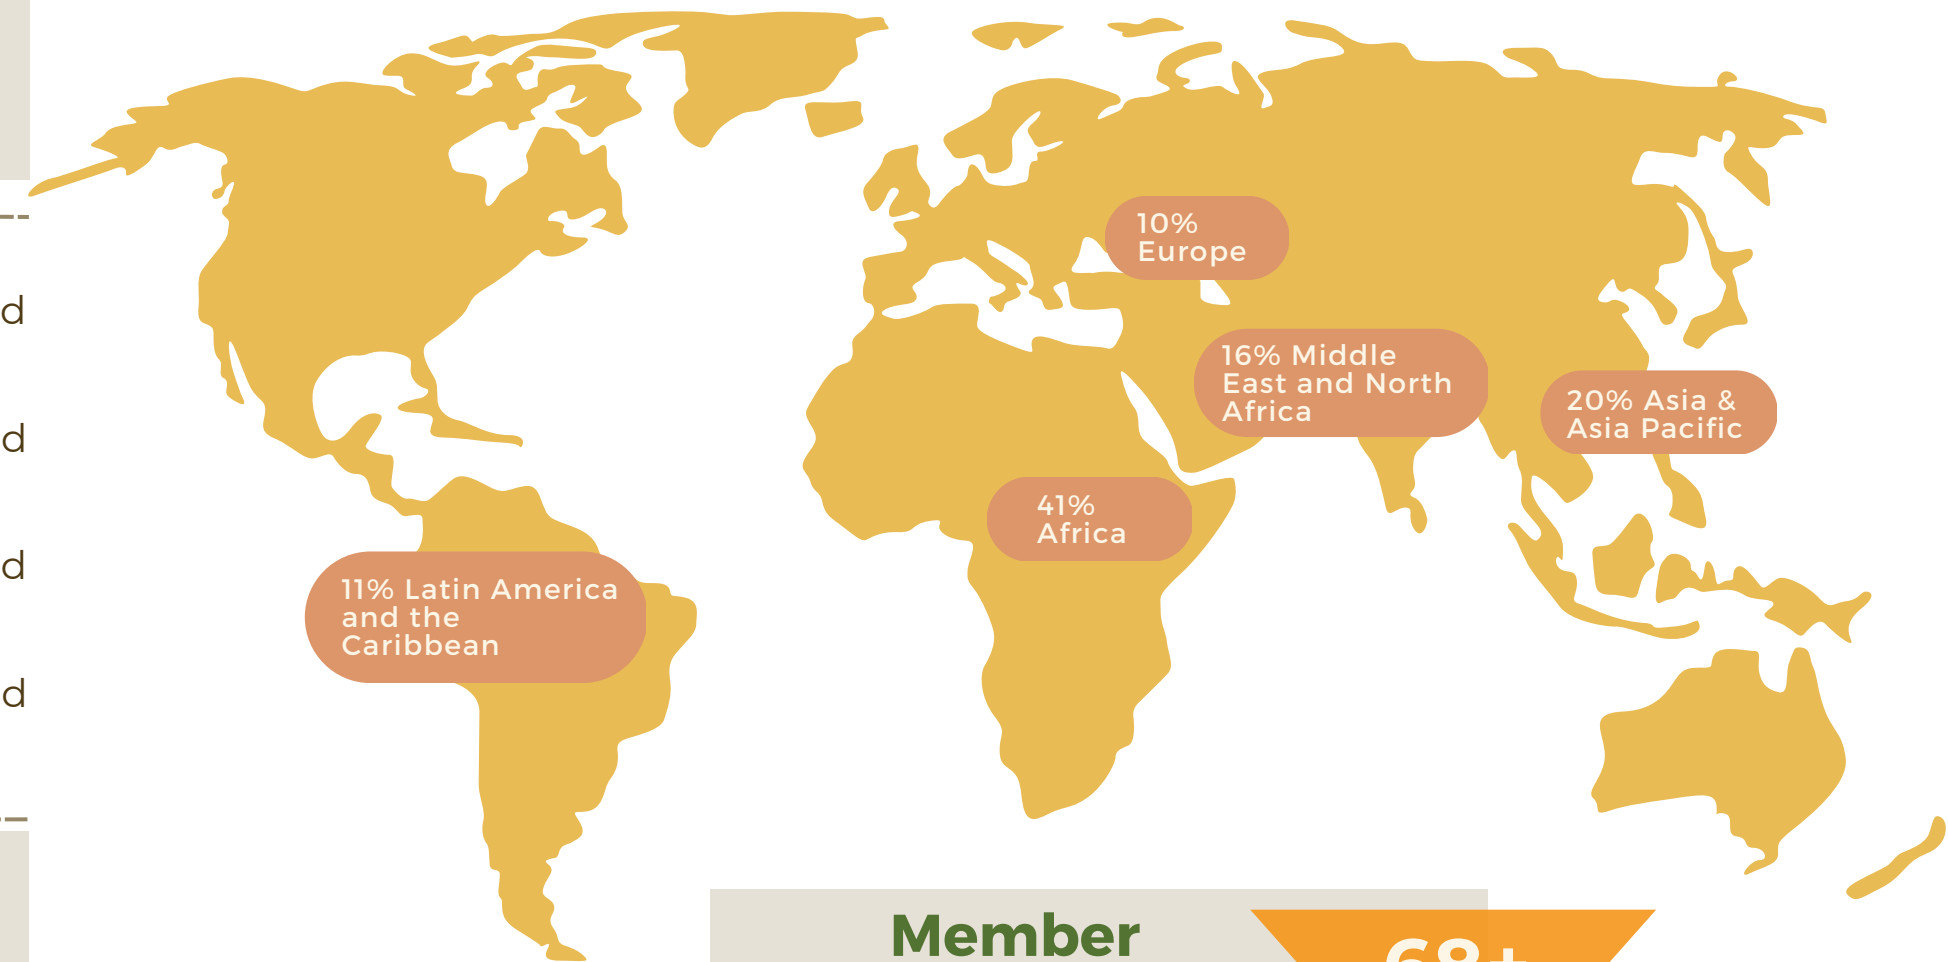 d
d
d
d
10%
Europe
16% Middle
East and North
Africa
20% Asia &
Asia Pacific
41%
Africa
11% Latin America
and the
Caribbean
Member
68+